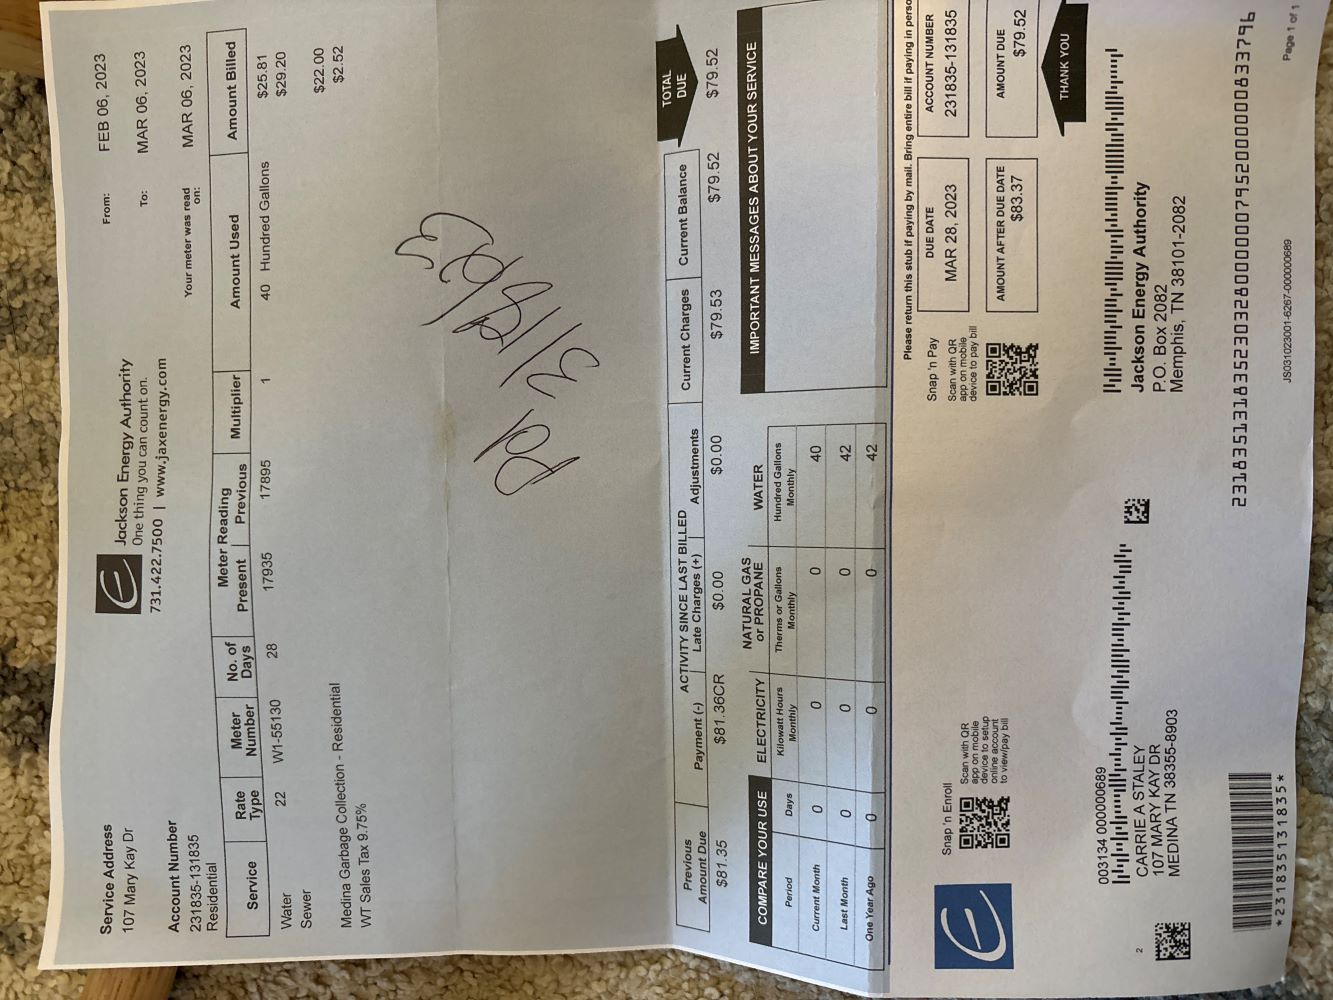 Service Address
107 Mary Kay Dr
Account Number
231835-131835
Residential
Jackson Energy Authority
One thing you can count on.
731.422.7500 | www.jaxenergy.com
From: FEB 06, 2023
To: MAR 06, 2023
Your meter was read on: MAR 06, 2023
Service Rate Type Meter Number No. of Days Meter Reading Present Previous Multiplier Amount Used Amount Billed
Water 22 W1-55130 28 17935 17895 1 40 Hundred Gallons $25.81
Sewer $29.20
Medina Garbage Collection - Residential $22.00
WT Sales Tax 9.75% $2.52
Pd
3/18/23
Previous Amount Due ACTIVITY SINCE LAST BILLED Current Charges Current Balance TOTAL DUE
Payment (-) Late Charges (+) Adjustments
$81.35 $81.36CR $0.00 $0.00 $79.53 $79.52 $79.52
COMPARE YOUR USE ELECTRICITY NATURAL GAS or PROPANE WATER
Period Days Kilowatt Hours Monthly Therms or Gallons Monthly Hundred Gallons Monthly
Current Month 0 0 0 40
Last Month 0 0 0 42
One Year Ago 0 0 0 42
IMPORTANT MESSAGES ABOUT YOUR SERVICE
Please return this stub if paying by mail. Bring entire bill if paying in perso
Snap 'n Enroll
Scan with QR
app on mobile
device to setup
online account
to view/pay bill
Snap 'n Pay
Scan with QR
app on mobile
device to pay bill
DUE DATE
MAR 28, 2023
ACCOUNT NUMBER
231835-131835
AMOUNT AFTER DUE DATE
$83.37
AMOUNT DUE
$79.52
THANK YOU
003134 000000689
2
CARRIE A STALEY
107 MARY KAY DR
MEDINA TN 38355-8903
Jackson Energy Authority
P.O. Box 2082
Memphis, TN 38101-2082
*231835131835*
23183513183523032800000079520000008337 96
JS031023001-6267-000000689
Page 1 of 1